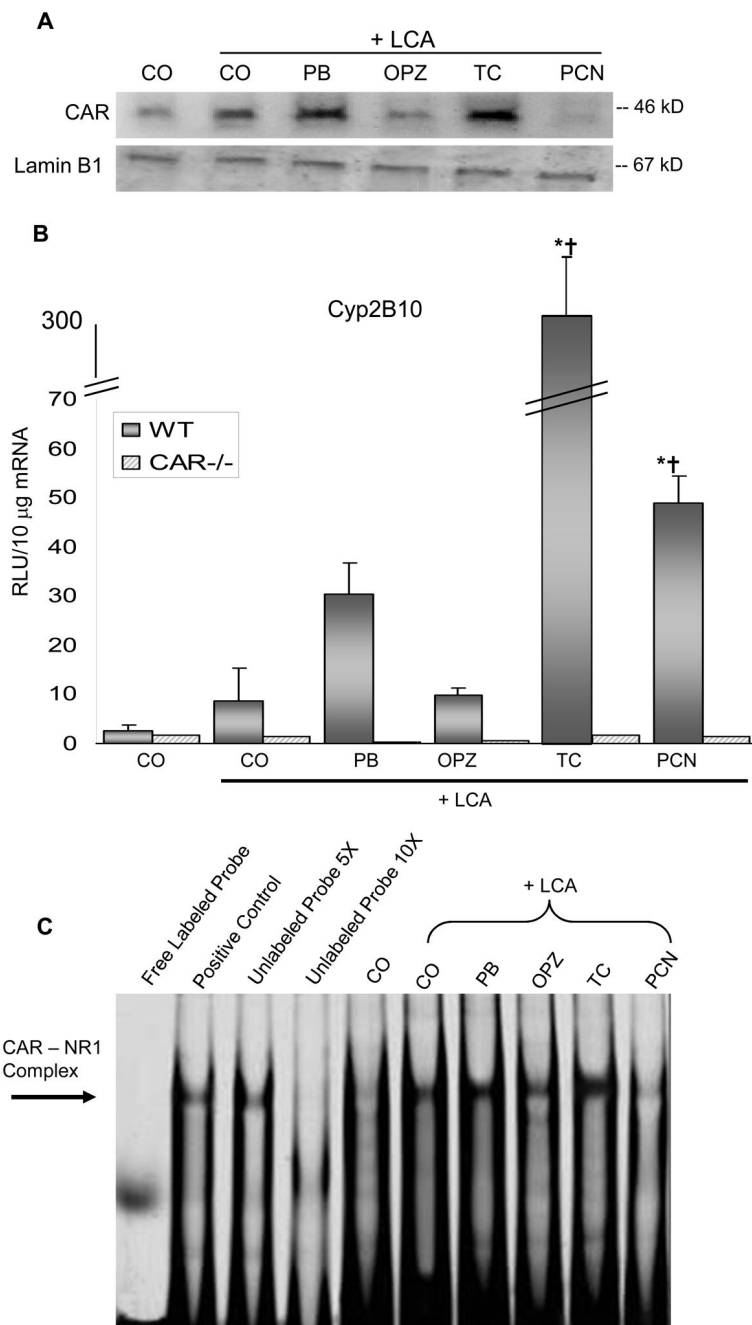 A
+ LCA
CO CO PB OPZ TC PCN
CAR -- 46 kD
Lamin B1 -- 67 kD
B
*†
Cyp2B10
300
70
WT
CAR-/-
60
*†
50
40
30
20
10
0
RLU/10 µg mRNA
CO CO PB OPZ TC PCN
+ LCA
C
Free Labeled Probe
Positive Control
Unlabeled Probe 5X
Unlabeled Probe 10X
CO
+ LCA
CO PB OPZ TC PCN
CAR – NR1
Complex